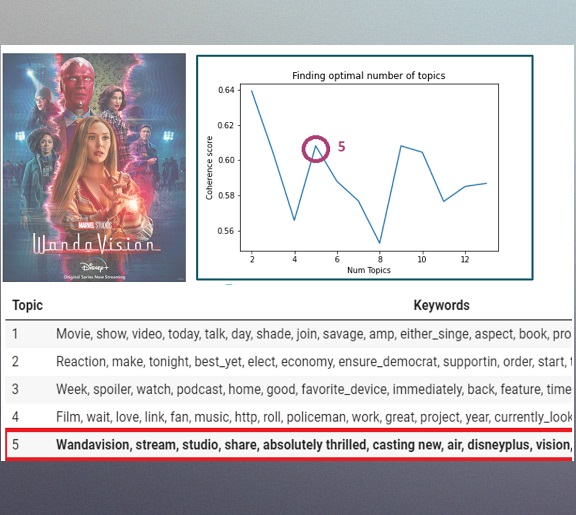 MARVEL STUDIOS
WandaVision
Disney+
Original Series Now Streaming
Finding optimal number of topics
0.64
0.62
0.60
0.58
0.56
Coherence score
5
2 4 6 8 10 12
Num Topics
Topic Keywords
1 Movie, show, video, today, talk, day, shade, join, savage, amp, either_singe, aspect, book, pro
2 Reaction, make, tonight, best_yet, elect, economy, ensure_democrat, supportin, order, start, t
3 Week, spoiler, watch, podcast, home, good, favorite_device, immediately, back, feature, time
4 Film, wait, love, link, fan, music, http, roll, policeman, work, great, project, year, currently_look
5 Wandavision, stream, studio, share, absolutely thrilled, casting new, air, disneyplus, vision,